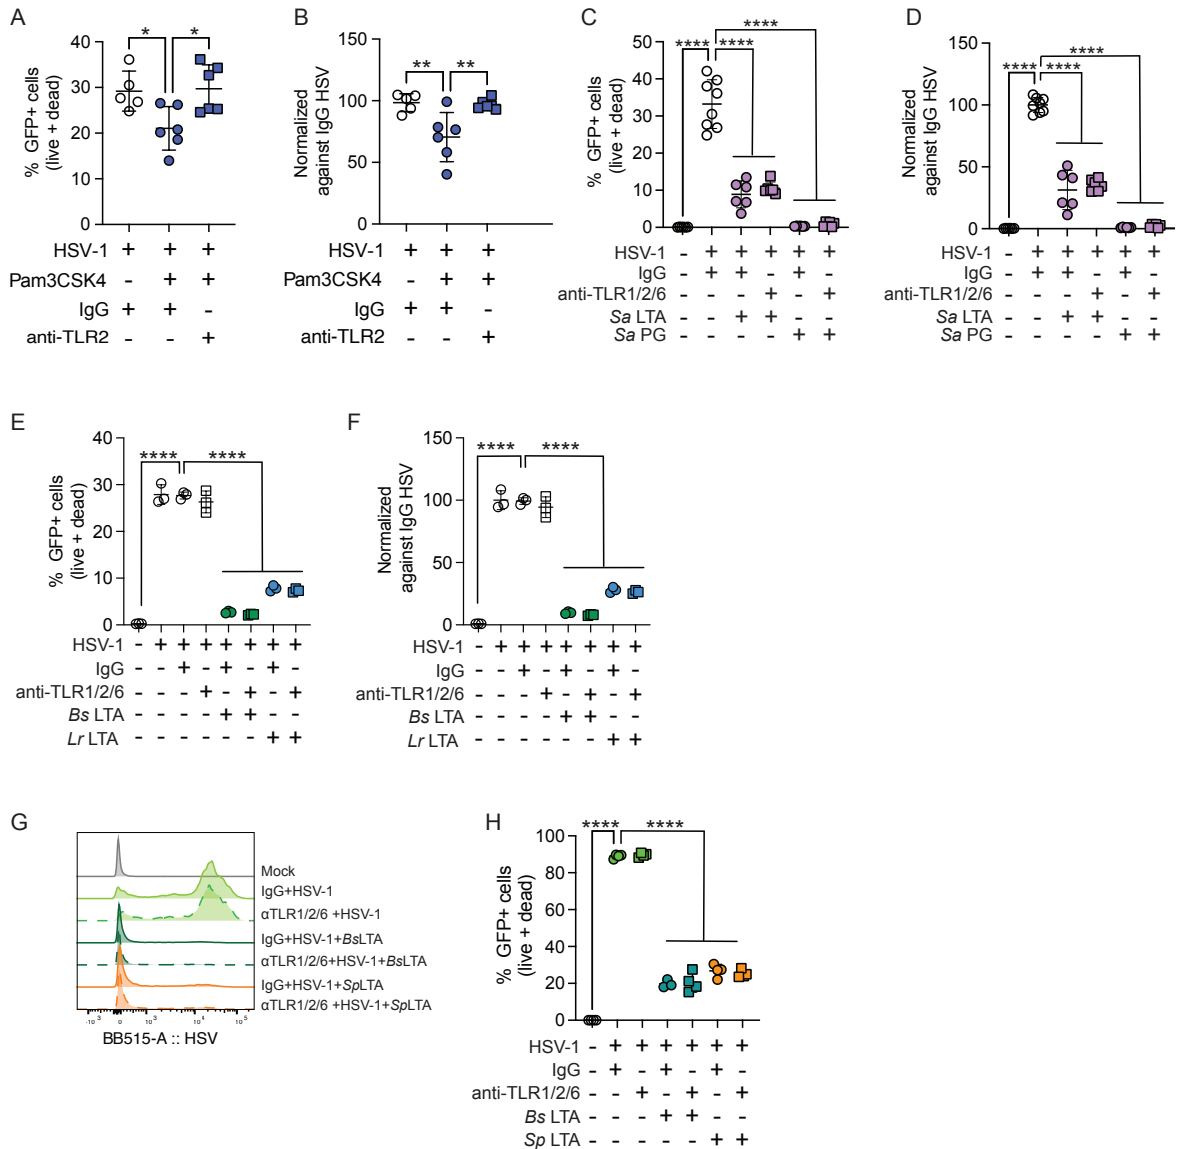 A
% GFP+ cells
(live + dead)
40
30
20
10
0
* *
HSV-1 + + +
Pam3CSK4 - + +
IgG + + -
anti-TLR2 - - +
B
Normalized
against IgG HSV
150
100
50
0
** **
HSV-1 + + +
Pam3CSK4 - + +
IgG + + -
anti-TLR2 - - +
C
% GFP+ cells
(live + dead)
50
40
30
20
10
0
****
**** ****
HSV-1 - + + + + +
IgG - + + - + -
anti-TLR1/2/6 - - - + - +
Sa LTA - - + + - -
Sa PG - - - - + +
D
Normalized
against IgG HSV
150
100
50
0
****
**** ****
HSV-1 - + + + + +
IgG - + + - + -
anti-TLR1/2/6 - - - + - +
Sa LTA - - + + - -
Sa PG - - - - + +
E
% GFP+ cells
(live + dead)
40
30
20
10
0
**** ****
HSV-1 - + + + + + + +
IgG - - + - + - + -
anti-TLR1/2/6 - - - + - + - +
Bs LTA - - - - + + - -
Lr LTA - - - - - - + +
F
Normalized
against IgG HSV
150
100
50
0
**** ****
HSV-1 - + + + + + + +
IgG - - + - + - + -
anti-TLR1/2/6 - - - + - + - +
Bs LTA - - - - + + - -
Lr LTA - - - - - - + +
G
Mock
IgG+HSV-1
αTLR1/2/6 +HSV-1
IgG+HSV-1+BsLTA
αTLR1/2/6+HSV-1+BsLTA
IgG+HSV-1+SpLTA
αTLR1/2/6 +HSV-1+SpLTA
-10³ 0 10³ 10⁴ 10⁵
BB515-A :: HSV
H
% GFP+ cells
(live + dead)
100
80
60
40
20
0
**** ****
HSV-1 - + + + + + +
IgG - + - + - + -
anti-TLR1/2/6 - - + - + - +
Bs LTA - - - + + - -
Sp LTA - - - - - + +